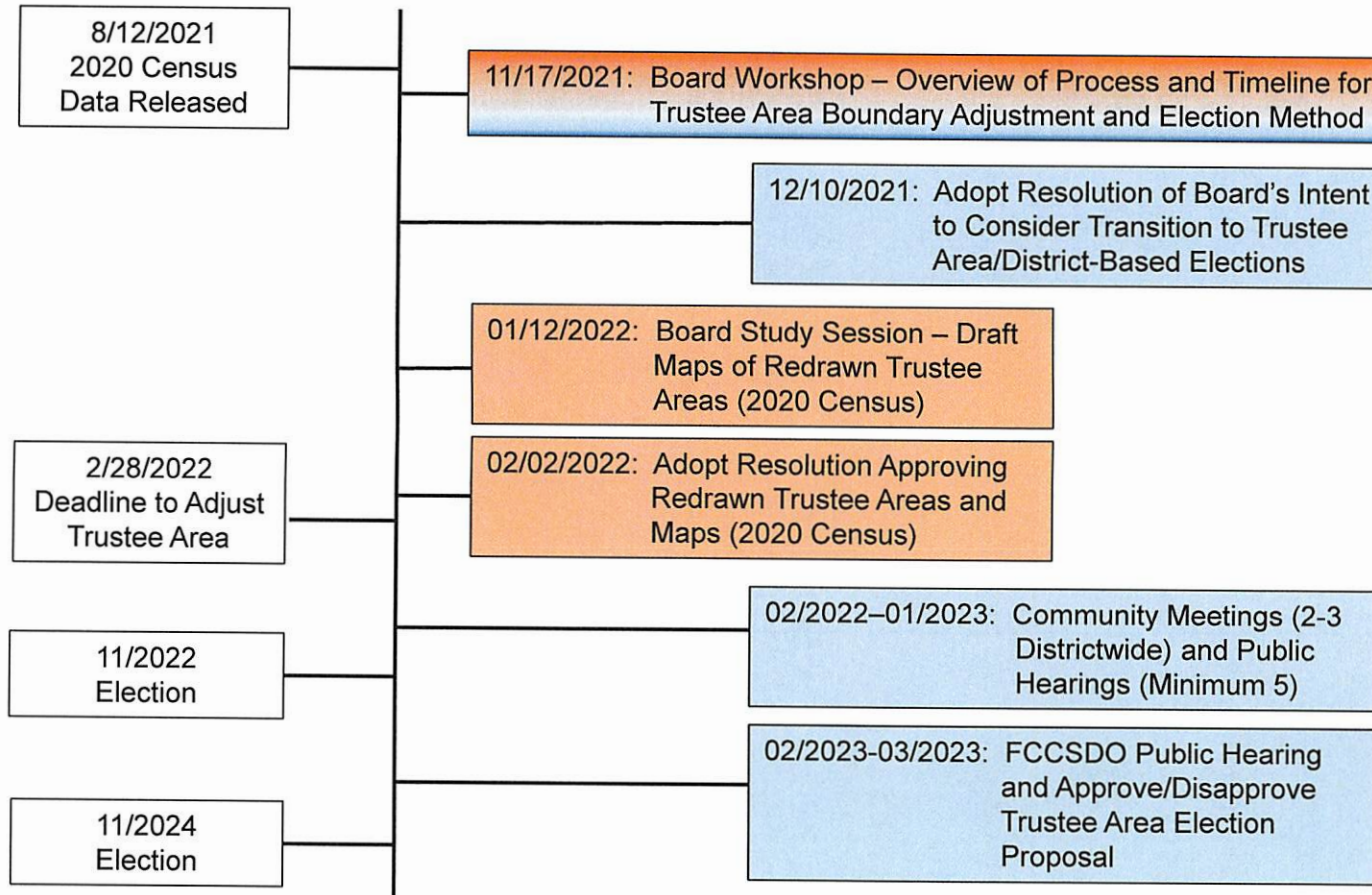 8/12/2021
2020 Census
Data Released
11/17/2021: Board Workshop – Overview of Process and Timeline for
Trustee Area Boundary Adjustment and Election Method
12/10/2021: Adopt Resolution of Board's Intent
to Consider Transition to Trustee
Area/District-Based Elections
01/12/2022: Board Study Session – Draft
Maps of Redrawn Trustee
Areas (2020 Census)
2/28/2022
Deadline to Adjust
Trustee Area
02/02/2022: Adopt Resolution Approving
Redrawn Trustee Areas and
Maps (2020 Census)
02/2022–01/2023: Community Meetings (2-3
Districtwide) and Public
Hearings (Minimum 5)
11/2022
Election
02/2023-03/2023: FCCSDO Public Hearing
and Approve/Disapprove
Trustee Area Election
Proposal
11/2024
Election